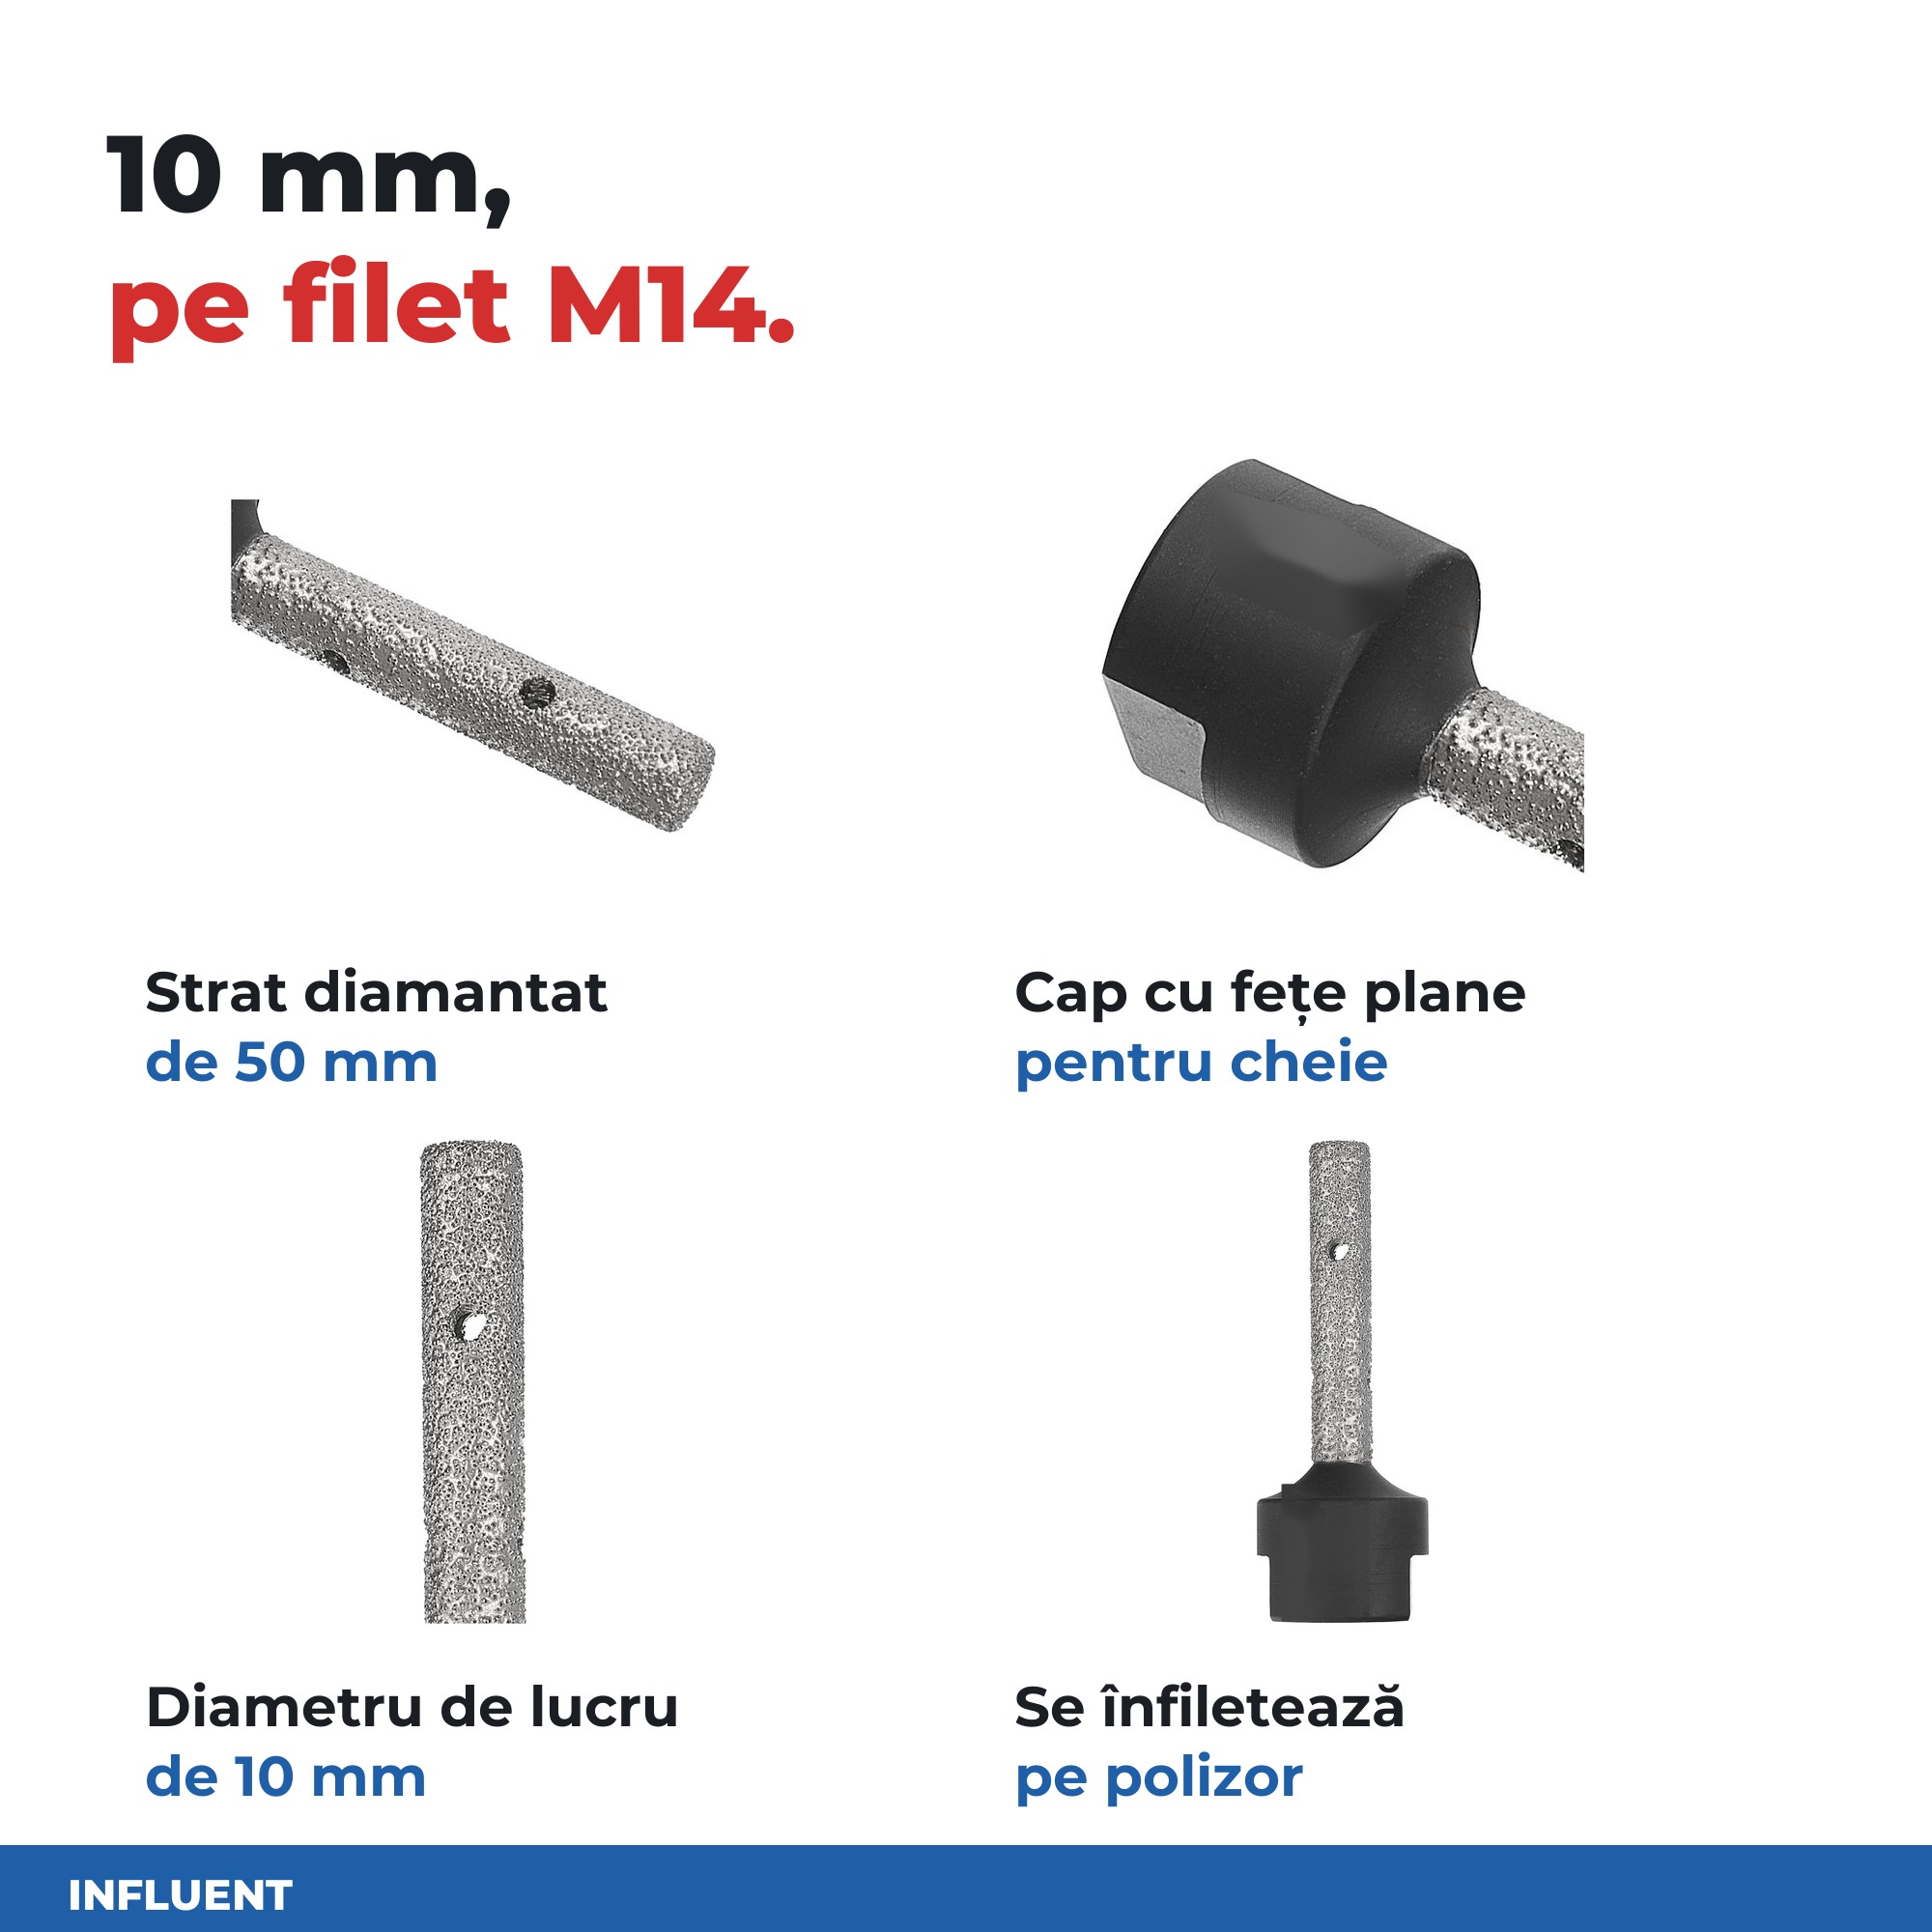 10 mm,
pe filet M14.
Strat diamantat
de 50 mm
Cap cu fețe plane
pentru cheie
Diametru de lucru
de 10 mm
Se înfiletează
pe polizor
INFLUENT